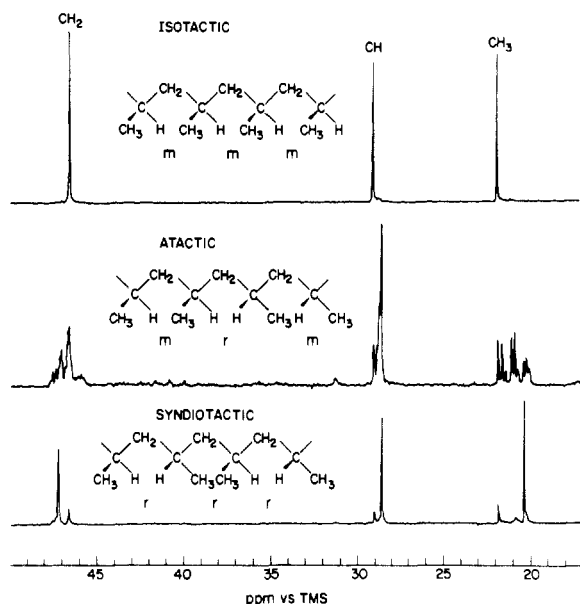 CH2
ISOTACTIC
CH
CH3
CH2 CH2 CH2
C C C C
CH3 H CH3 H CH3 H CH3 H
m m m
ATACTIC
CH2 CH2 CH2
C C C C
CH3 H CH3 H H CH3 H CH3
m r m
SYNDIOTACTIC
CH2 CH2 CH2
C C C C
CH3 H H CH3 CH3 H H CH3
r r r
45 40 35 30 25 20
ppm vs TMS